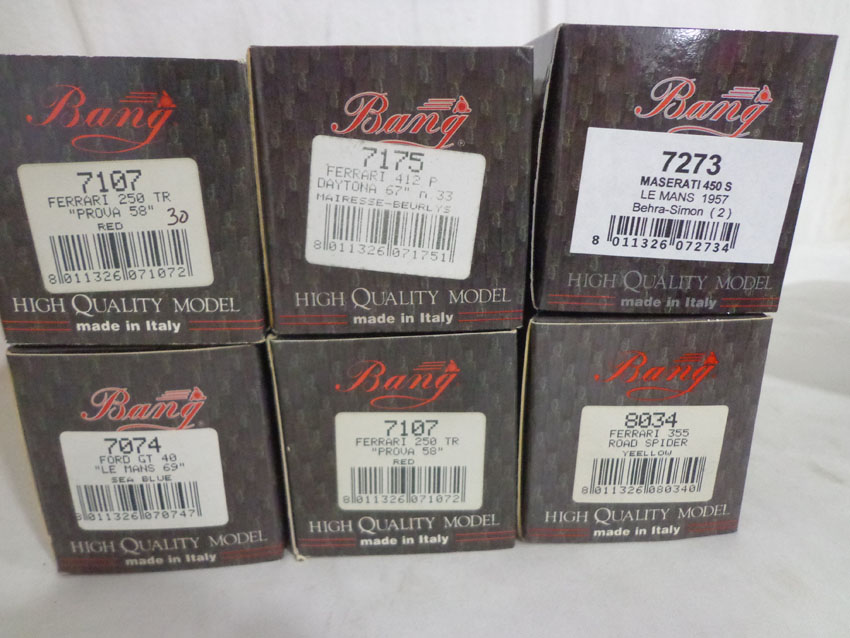 Bang
7107
FERRARI 250 TR
"PROVA 58"
RED
30
8 011326 071072
HIGH QUALITY MODEL
made in Italy
Bang
7175
FERRARI 412 P
DAYTONA 67" n 33
MAIRESSE-BEURLYS
8 011326 071751
HIGH QUALITY MODEL
made in Italy
Bang
7273
MASERATI 450 S
LE MANS 1957
Behra-Simon (2)
8 011326 072734
HIGH QUALITY MODEL
made in Italy
Bang
7074
FORD GT 40
"LE MANS 69"
SEA BLUE
8 011326 070747
HIGH QUALITY MODEL
made in Italy
Bang
7107
FERRARI 250 TR
"PROVA 58"
RED
8 011326 071072
HIGH QUALITY MODEL
made in Italy
Bang
8034
FERRARI 355
ROAD SPIDER
YEELLOW
8 011326 080340
HIGH QUALITY MODEL
made in Italy